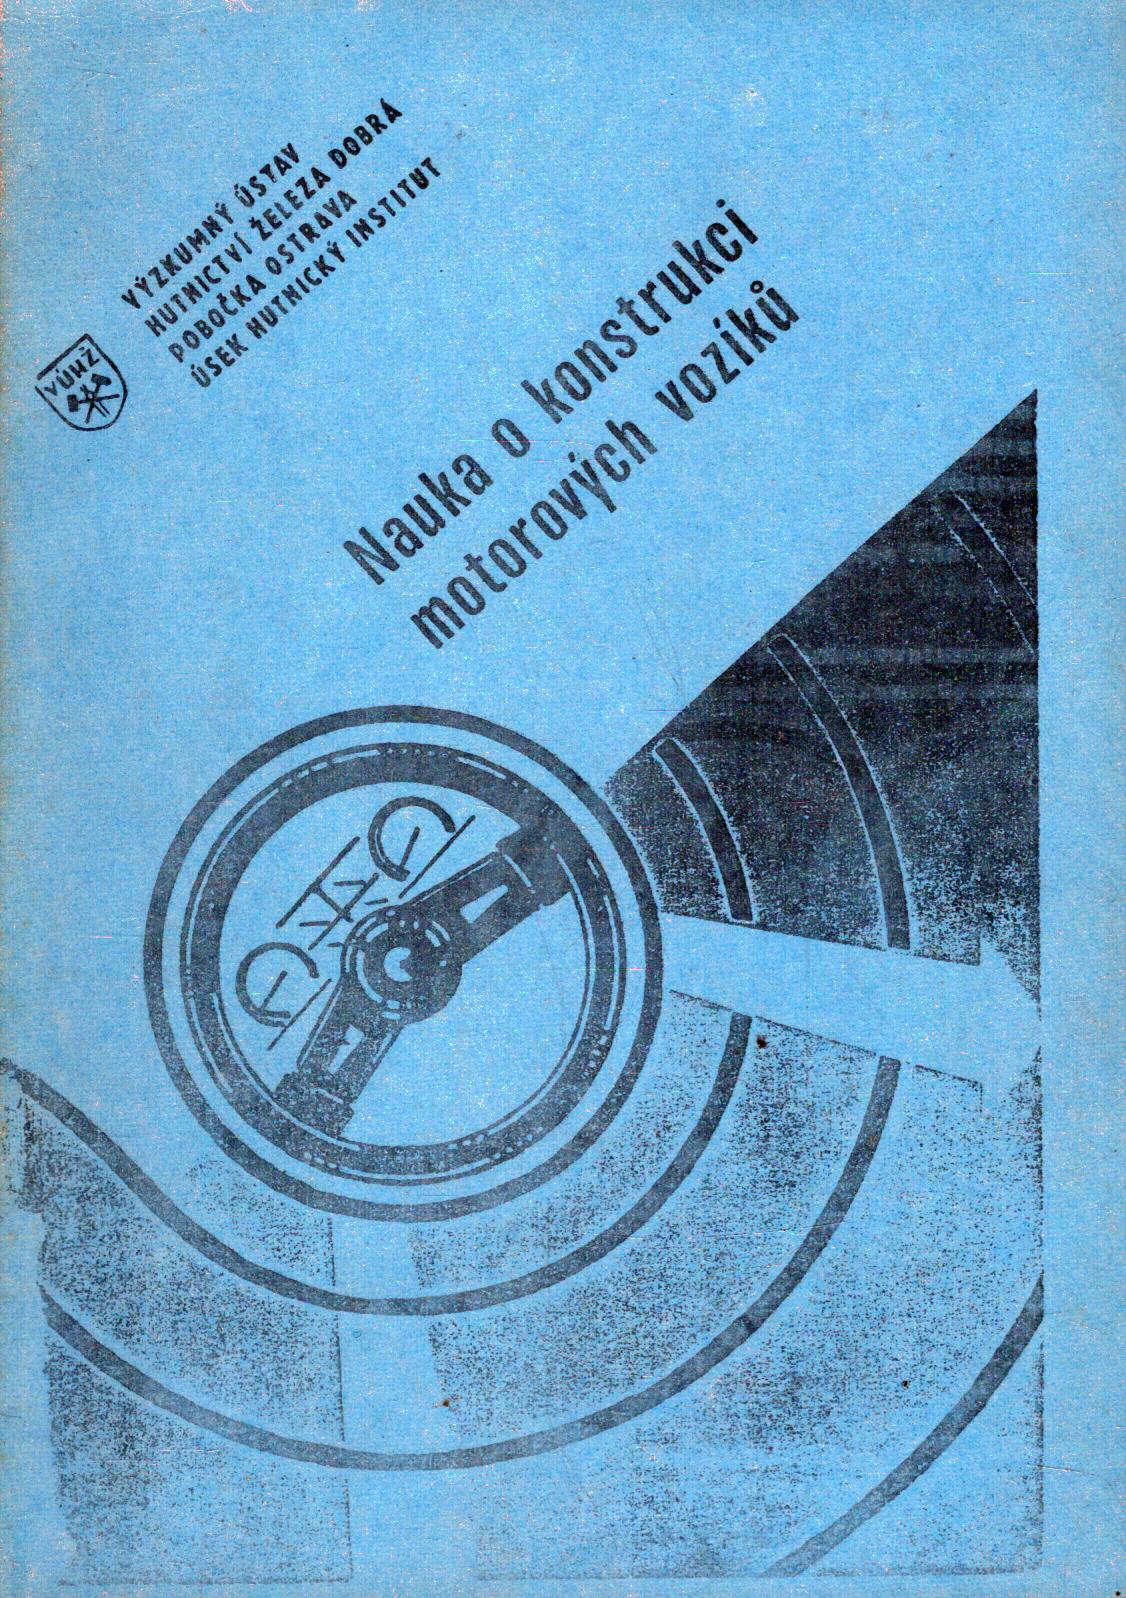 VÝZKUMNÝ ÚSTAV
HUTNICTVÍ ŽELEZA DOBRÁ
POBOČKA OSTRAVA
ÚSEK HUTNICKÝ INSTITUT
VÚHŽ
Nauka o konstrukci
motorových vozíků